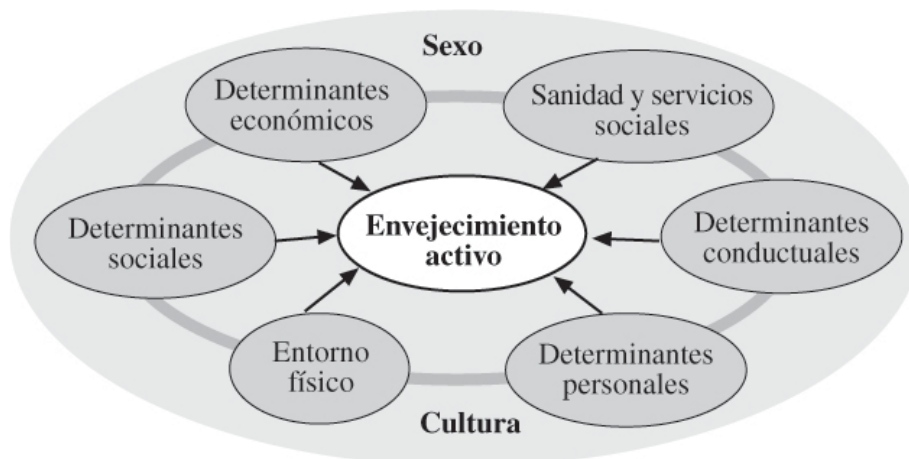 Sexo
Determinantes
económicos
Sanidad y servicios
sociales
Determinantes
sociales
Envejecimiento
activo
Determinantes
conductuales
Entorno
físico
Determinantes
personales
Cultura